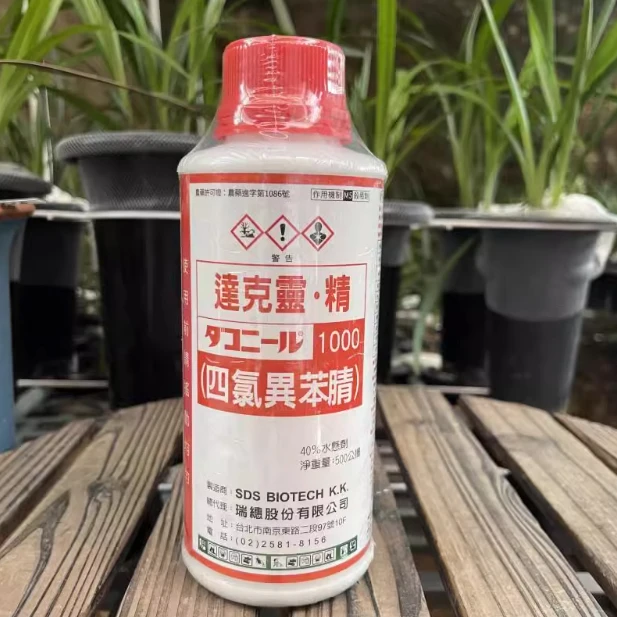 農藥許可證：農藥進字第1086號
作用機制 M5 殺菌劑
警告
達克靈·精
タコニール 1000
(四氯異苯腈)
40%水懸劑
淨重量：500公撮
製造商：SDS BIOTECH K.K.
總代理：瑞繐股份有限公司
地址：台北市南京東路二段97號10F
電話：(02)2581-8156